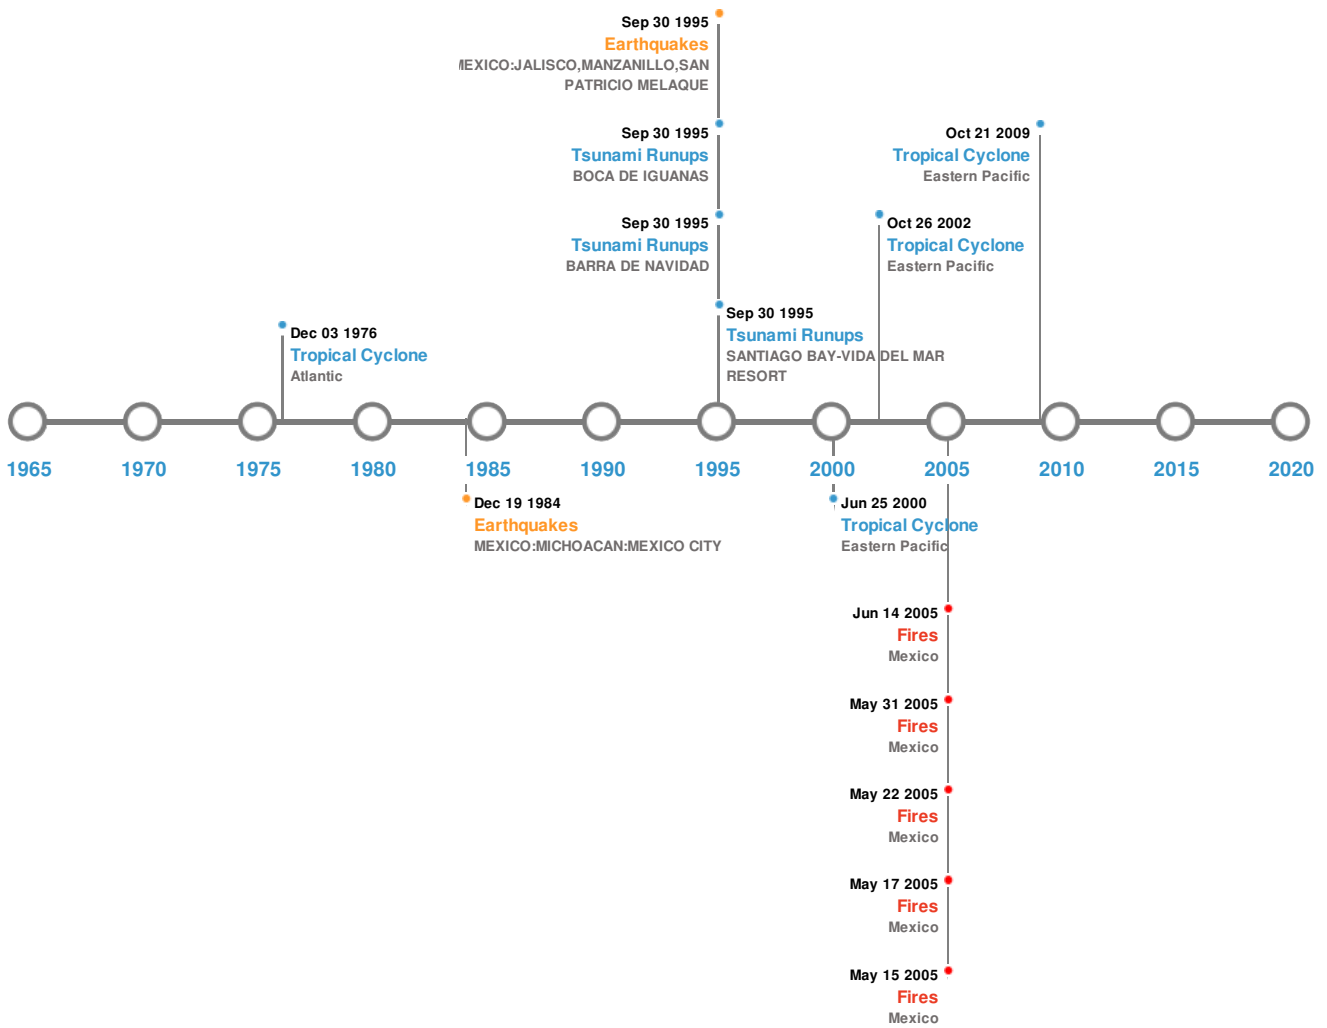 Sep 30 1995
Earthquakes
MEXICO:JALISCO,MANZANILLO,SAN
PATRICIO MELAQUE
Sep 30 1995
Tsunami Runups
BOCA DE IGUANAS
Oct 21 2009
Tropical Cyclone
Eastern Pacific
Sep 30 1995
Tsunami Runups
BARRA DE NAVIDAD
Oct 26 2002
Tropical Cyclone
Eastern Pacific
Sep 30 1995
Tsunami Runups
SANTIAGO BAY-VIDA DEL MAR
RESORT
Dec 03 1976
Tropical Cyclone
Atlantic
1965 1970 1975 1980 1985 1990 1995 2000 2005 2010 2015 2020
Dec 19 1984
Earthquakes
MEXICO:MICHOACAN:MEXICO CITY
Jun 25 2000
Tropical Cyclone
Eastern Pacific
Jun 14 2005
Fires
Mexico
May 31 2005
Fires
Mexico
May 22 2005
Fires
Mexico
May 17 2005
Fires
Mexico
May 15 2005
Fires
Mexico